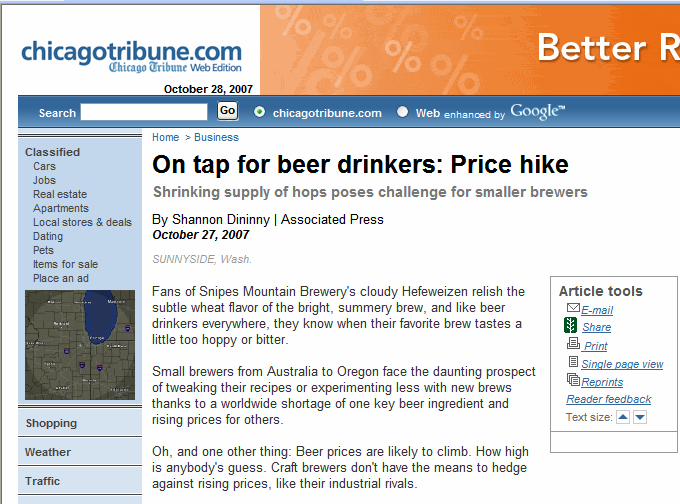 chicagotribune.com
Chicago Tribune Web Edition
Better R
October 28, 2007
Search
Go
chicagotribune.com
Web enhanced by Google™
Home > Business
Classified
Cars
Jobs
Real estate
Apartments
Local stores & deals
Dating
Pets
Items for sale
Place an ad
Shopping
Weather
Traffic
On tap for beer drinkers: Price hike
Shrinking supply of hops poses challenge for smaller brewers
By Shannon Dininny | Associated Press
October 27, 2007
SUNNYSIDE, Wash.
Fans of Snipes Mountain Brewery's cloudy Hefeweizen relish the
subtle wheat flavor of the bright, summery brew, and like beer
drinkers everywhere, they know when their favorite brew tastes a
little too hoppy or bitter.
Small brewers from Australia to Oregon face the daunting prospect
of tweaking their recipes or experimenting less with new brews
thanks to a worldwide shortage of one key beer ingredient and
rising prices for others.
Oh, and one other thing: Beer prices are likely to climb. How high
is anybody's guess. Craft brewers don't have the means to hedge
against rising prices, like their industrial rivals.
Article tools
E-mail
Share
Print
Single page view
Reprints
Reader feedback
Text size: